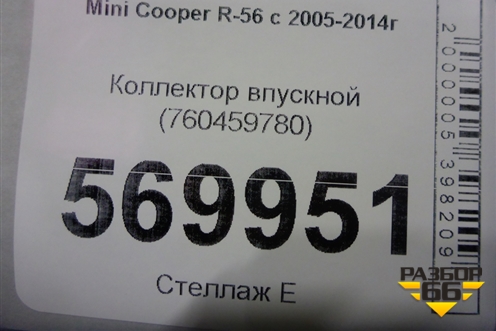 Mini Cooper R-56 с 2005-2014г
Коллектор впускной
(760459780)
569951
Стеллаж Е
2000005398209
РАЗБОР
66